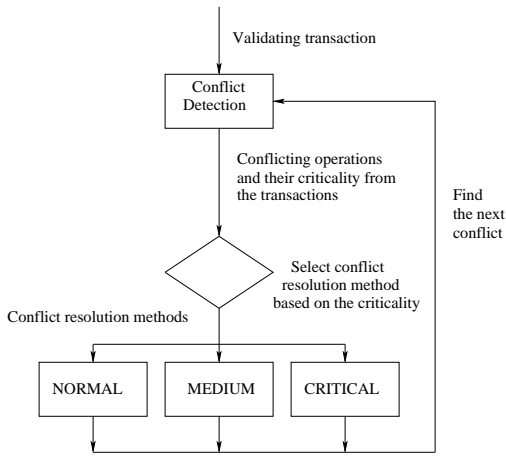 Validating transaction
Conflict
Detection
Conflicting operations
and their criticality from
the transactions
Find
the next
conflict
Select conflict
resolution method
based on the criticality
Conflict resolution methods
NORMAL
MEDIUM
CRITICAL